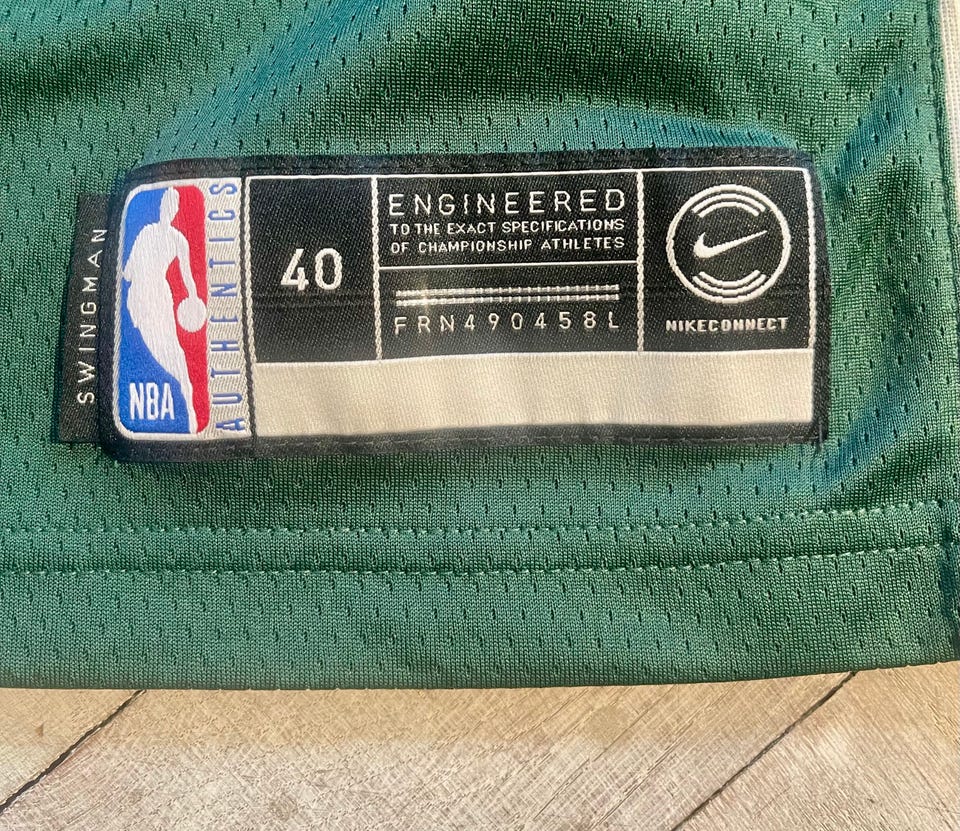 SWINGMAN
NBA
AUTHENTICS
40
ENGINEERED
TO THE EXACT SPECIFICATIONS
OF CHAMPIONSHIP ATHLETES
FRN490458L
NIKECONNECT